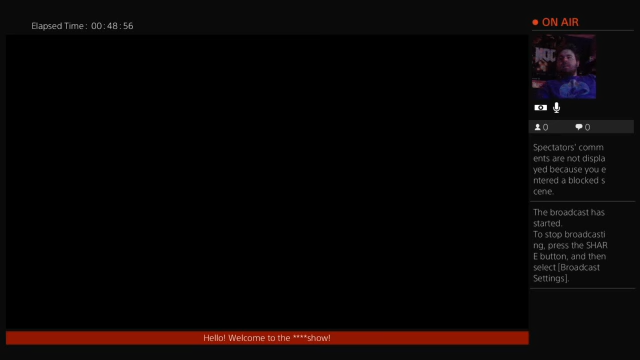 Elapsed Time : 00 : 48 : 56
ON AIR
0 0
Spectators' comm
ents are not displa
yed because you e
ntered a blocked s
cene.
The broadcast has
started.
To stop broadcasti
ng, press the SHAR
E button, and then
select [Broadcast
Settings].
Hello! Welcome to the ****show!